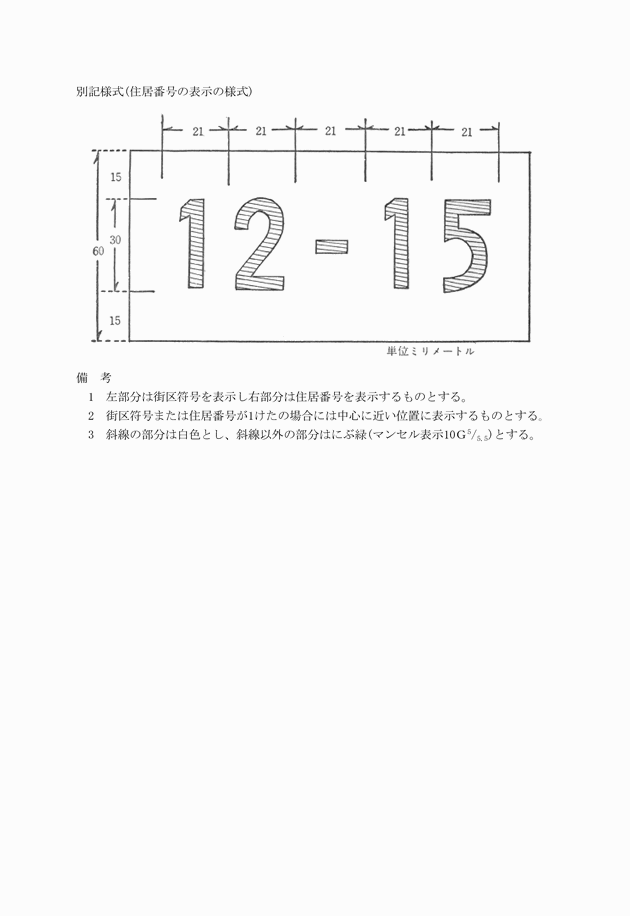 別記様式(住居番号の表示の様式)
21 21 21 21 21
15
30
60
15
12-15
単位ミリメートル
備 考
1 左部分は街区符号を表示し右部分は住居番号を表示するものとする。
2 街区符号または住居番号が1けたの場合には中心に近い位置に表示するものとする。
3 斜線の部分は白色とし、斜線以外の部分はにぶ緑(マンセル表示10G5/5.5)とする。